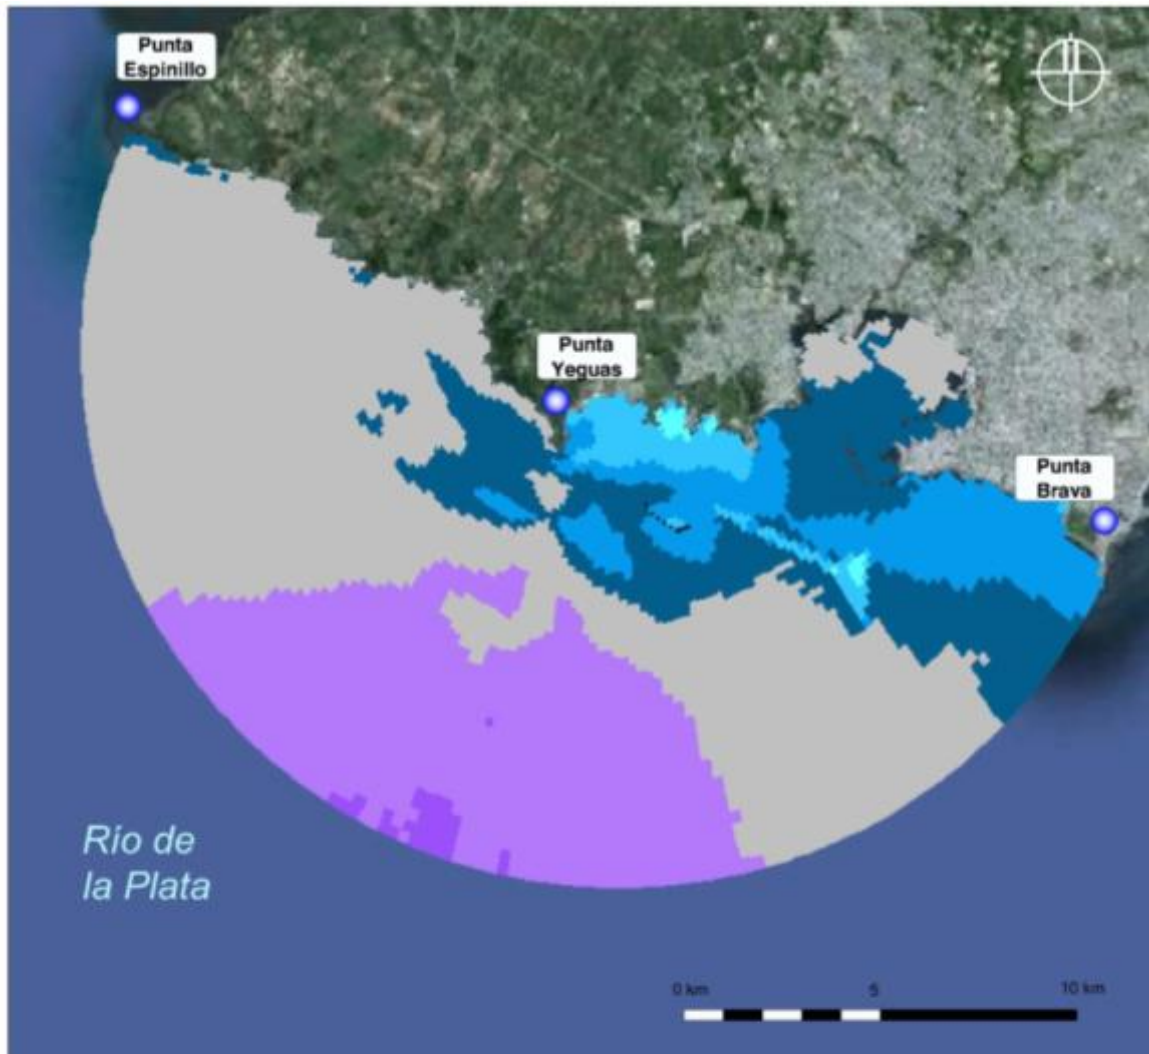 Punta
Espinillo
Punta
Yeguas
Punta
Brava
Río de
la Plata
0 km 5 10 km